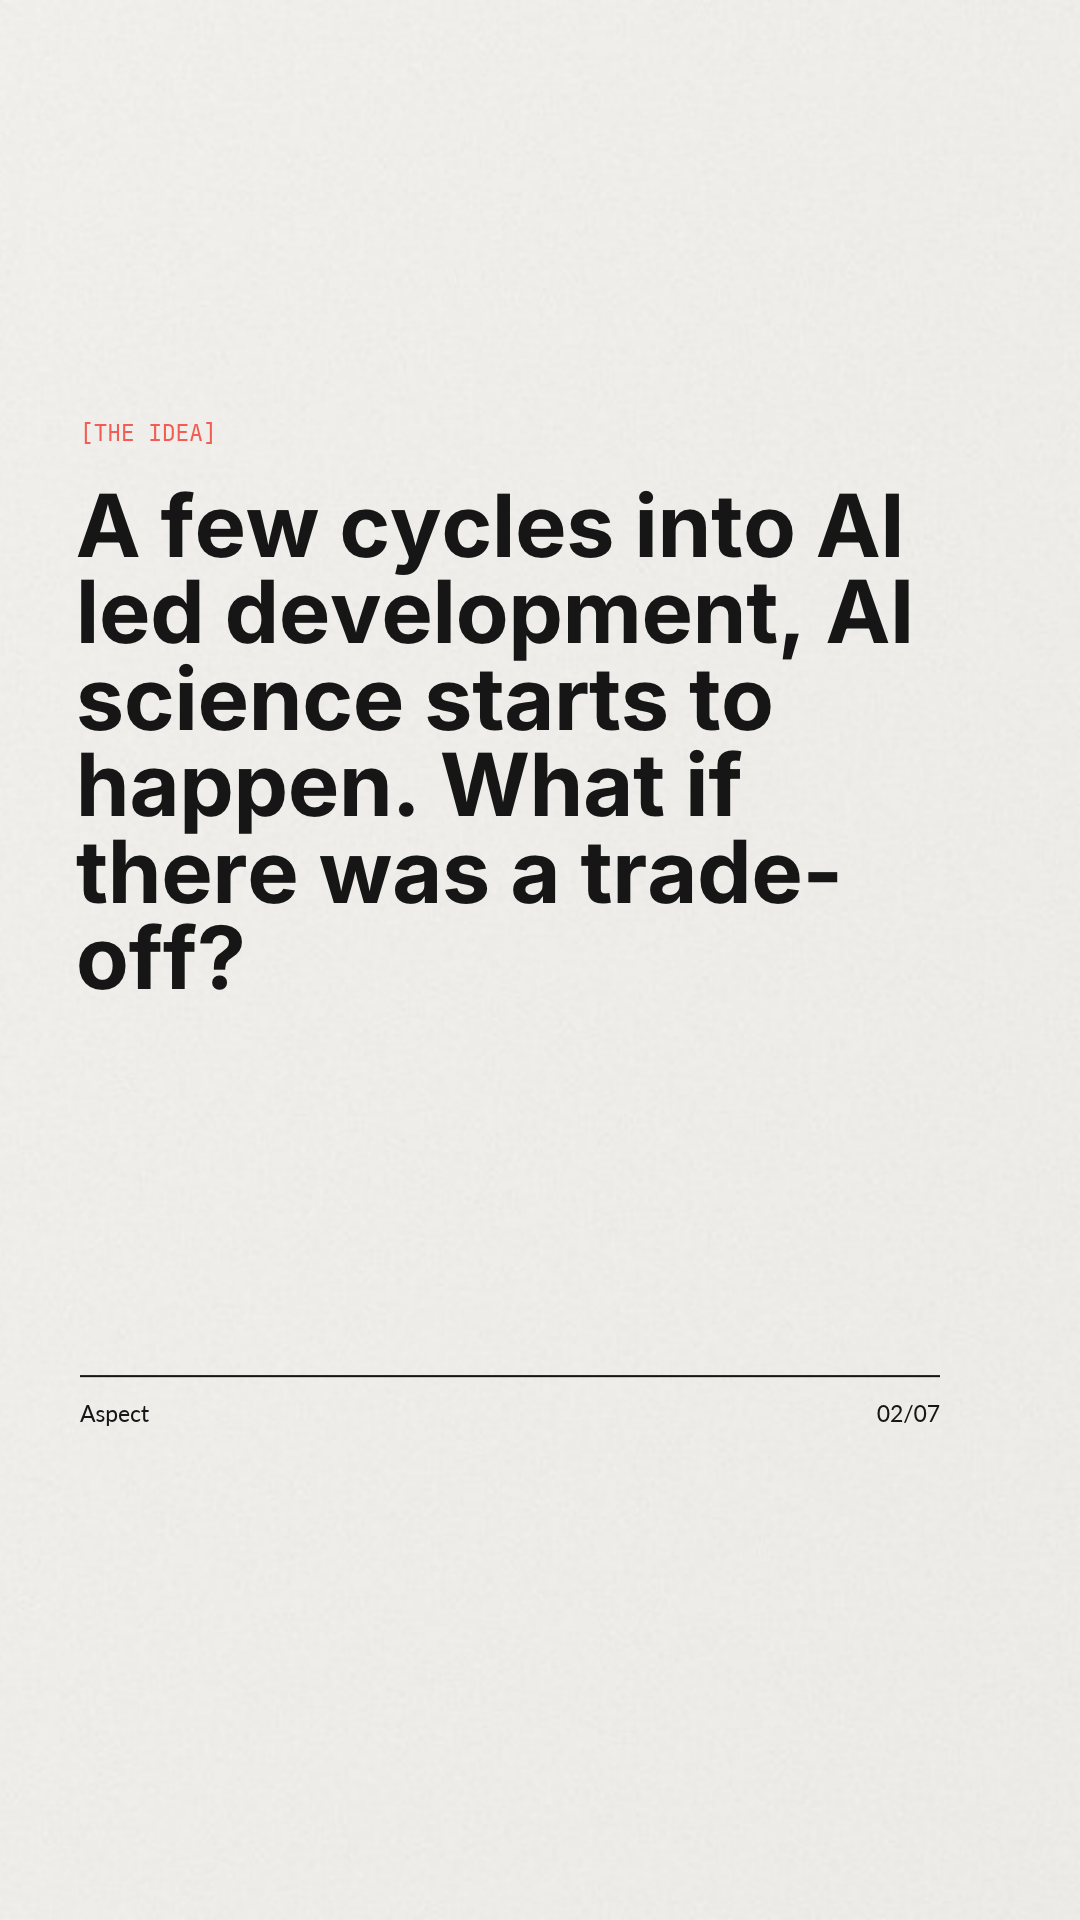 [THE IDEA]
A few cycles into AI
led development, AI
science starts to
happen. What if
there was a trade-
off?
Aspect
02/07